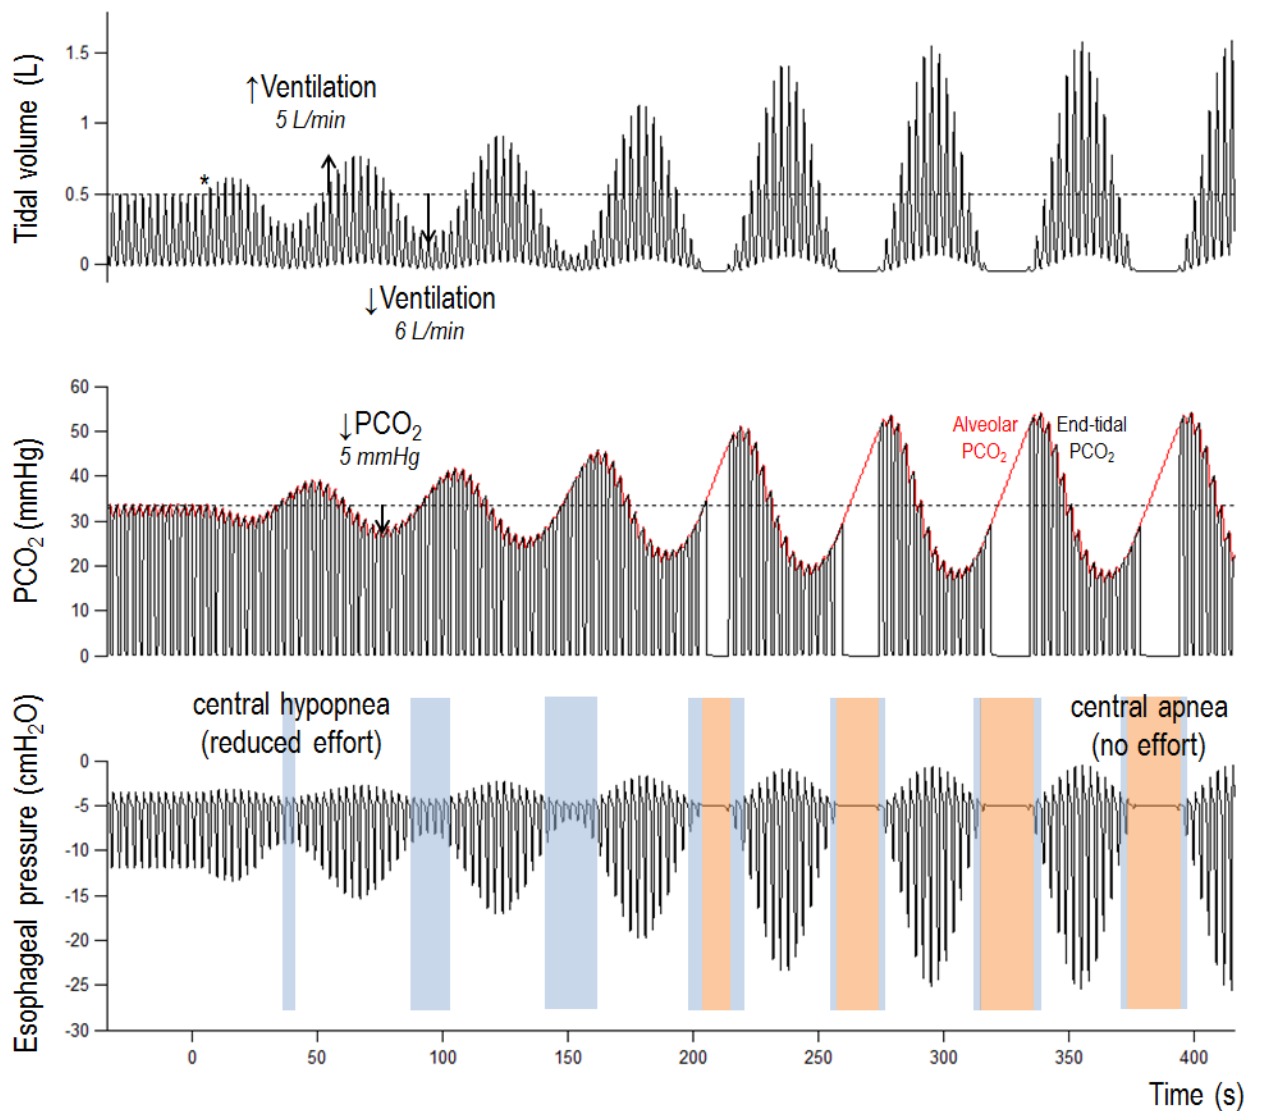 Tidal volume (L)
1.5
1
0.5
0
↑Ventilation
5 L/min
*
↓Ventilation
6 L/min
PCO₂ (mmHg)
60
50
40
30
20
10
0
↓PCO₂
5 mmHg
Alveolar
PCO₂
End-tidal
PCO₂
Esophageal pressure (cmH₂O)
0
-5
-10
-15
-20
-25
-30
central hypopnea
(reduced effort)
central apnea
(no effort)
0 50 100 150 200 250 300 350 400
Time (s)